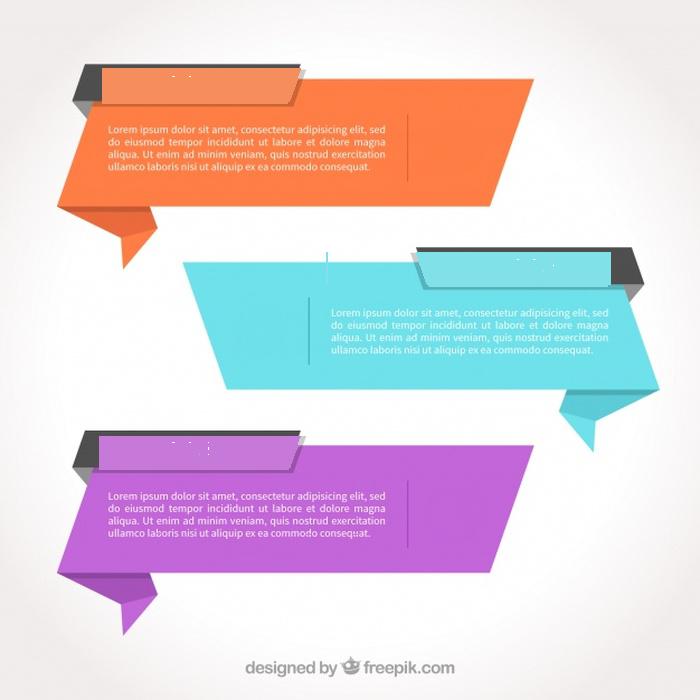 Lorem ipsum dolor sit amet, consectetur adipisicing elit, sed
do eiusmod tempor incididunt ut labore et dolore magna
aliqua. Ut enim ad minim veniam, quis nostrud exercitation
ullamco laboris nisi ut aliquip ex ea commodo consequat.
Lorem ipsum dolor sit amet, consectetur adipisicing elit, sed
do eiusmod tempor incididunt ut labore et dolore magna
aliqua. Ut enim ad minim veniam, quis nostrud exercitation
ullamco laboris nisi ut aliquip ex ea commodo consequat.
Lorem ipsum dolor sit amet, consectetur adipisicing elit, sed
do eiusmod tempor incididunt ut labore et dolore magna
aliqua. Ut enim ad minim veniam, quis nostrud exercitation
ullamco laboris nisi ut aliquip ex ea commodo consequat.
designed by freepik.com